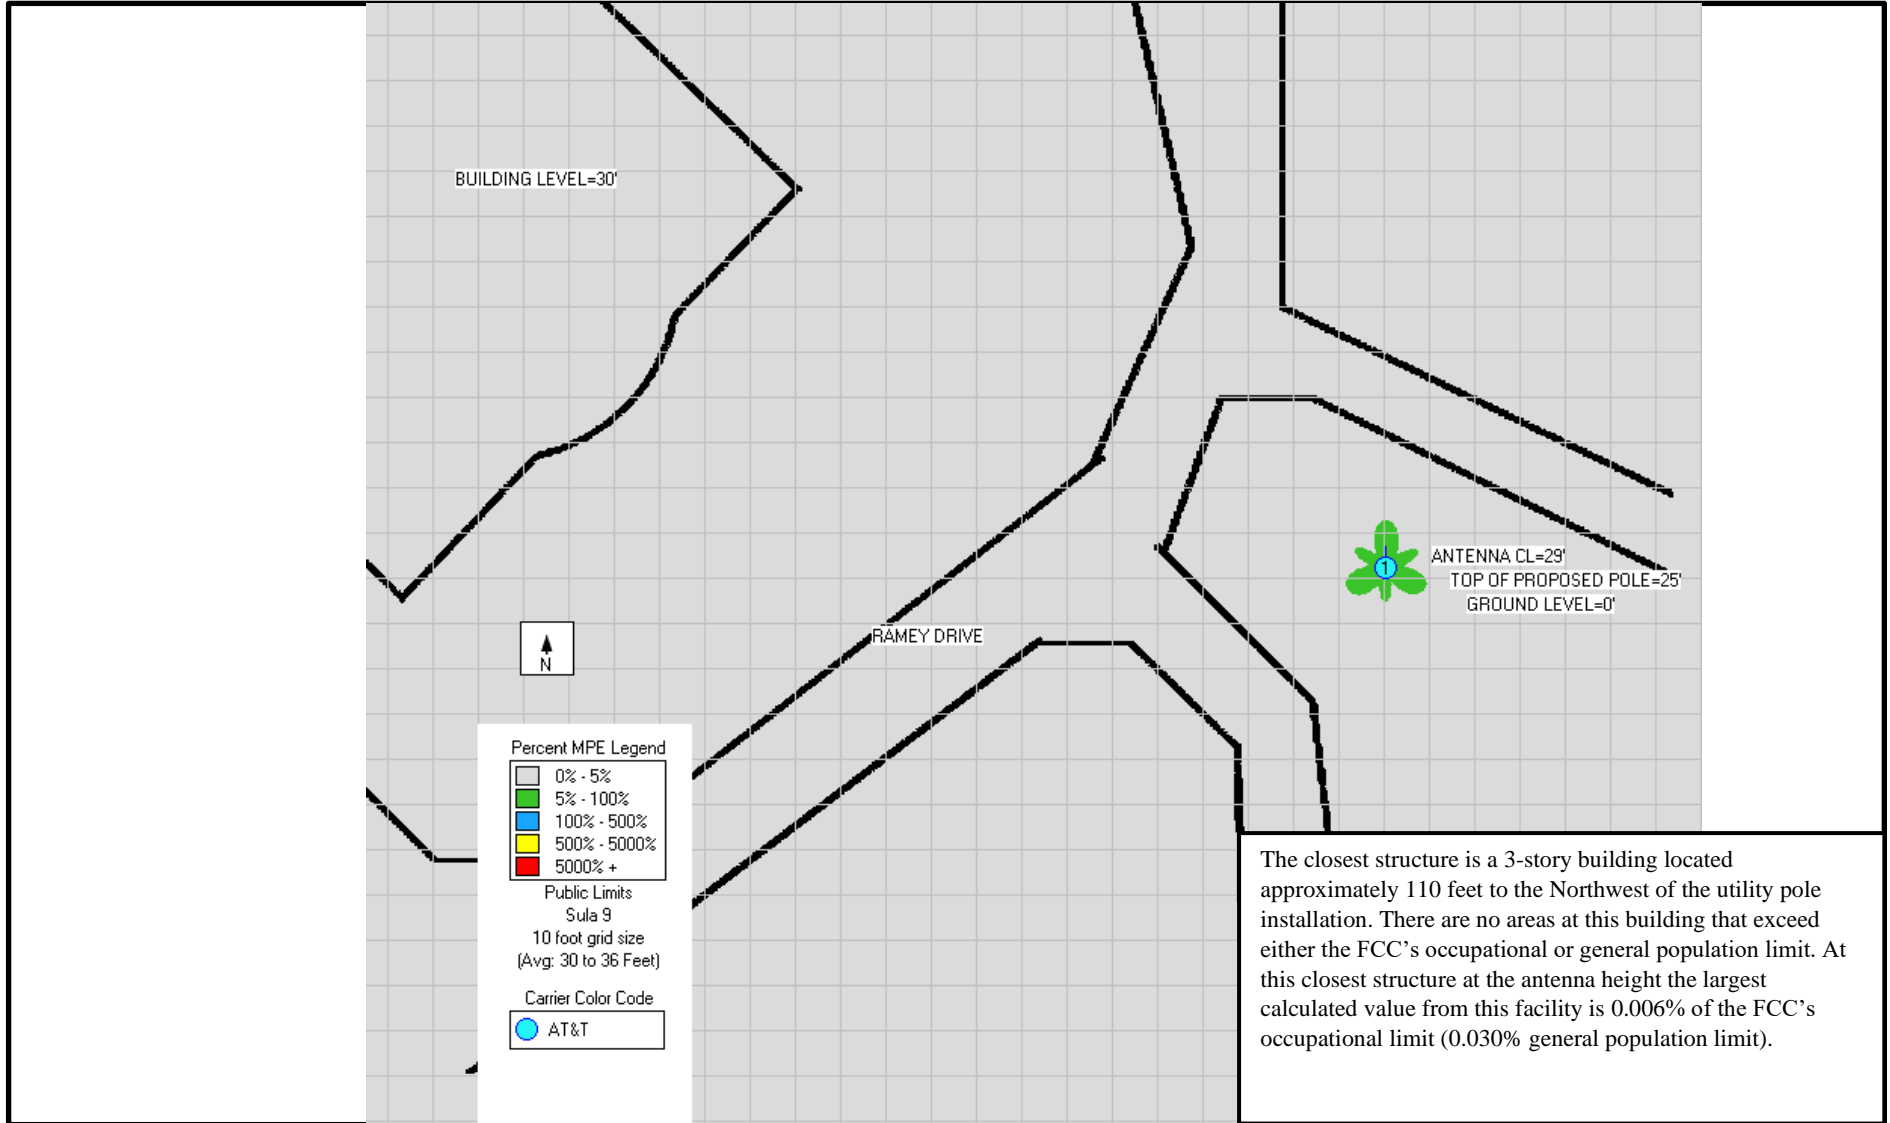 BUILDING LEVEL=30'
ANTENNA CL=29'
1
TOP OF PROPOSED POLE=25'
GROUND LEVEL=0'
RAMEY DRIVE
N
Percent MPE Legend
0% - 5%
5% - 100%
100% - 500%
500% - 5000%
5000% +
Public Limits
Sula 9
10 foot grid size
(Avg: 30 to 36 Feet)
Carrier Color Code
AT&T
The closest structure is a 3-story building located
approximately 110 feet to the Northwest of the utility pole
installation. There are no areas at this building that exceed
either the FCC’s occupational or general population limit. At
this closest structure at the antenna height the largest
calculated value from this facility is 0.006% of the FCC’s
occupational limit (0.030% general population limit).